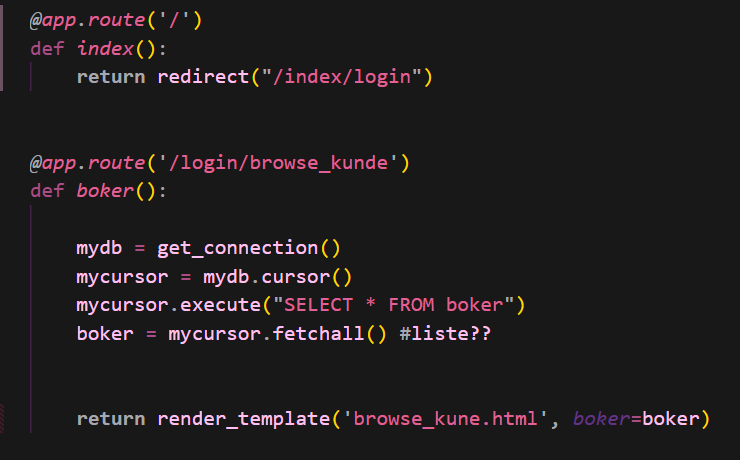 @app.route('/')
def index():
    return redirect("/index/login")
@app.route('/login/browse_kunde')
def boker():
    mydb = get_connection()
    mycursor = mydb.cursor()
    mycursor.execute("SELECT * FROM boker")
    boker = mycursor.fetchall() #liste??
    return render_template('browse_kune.html', boker=boker)